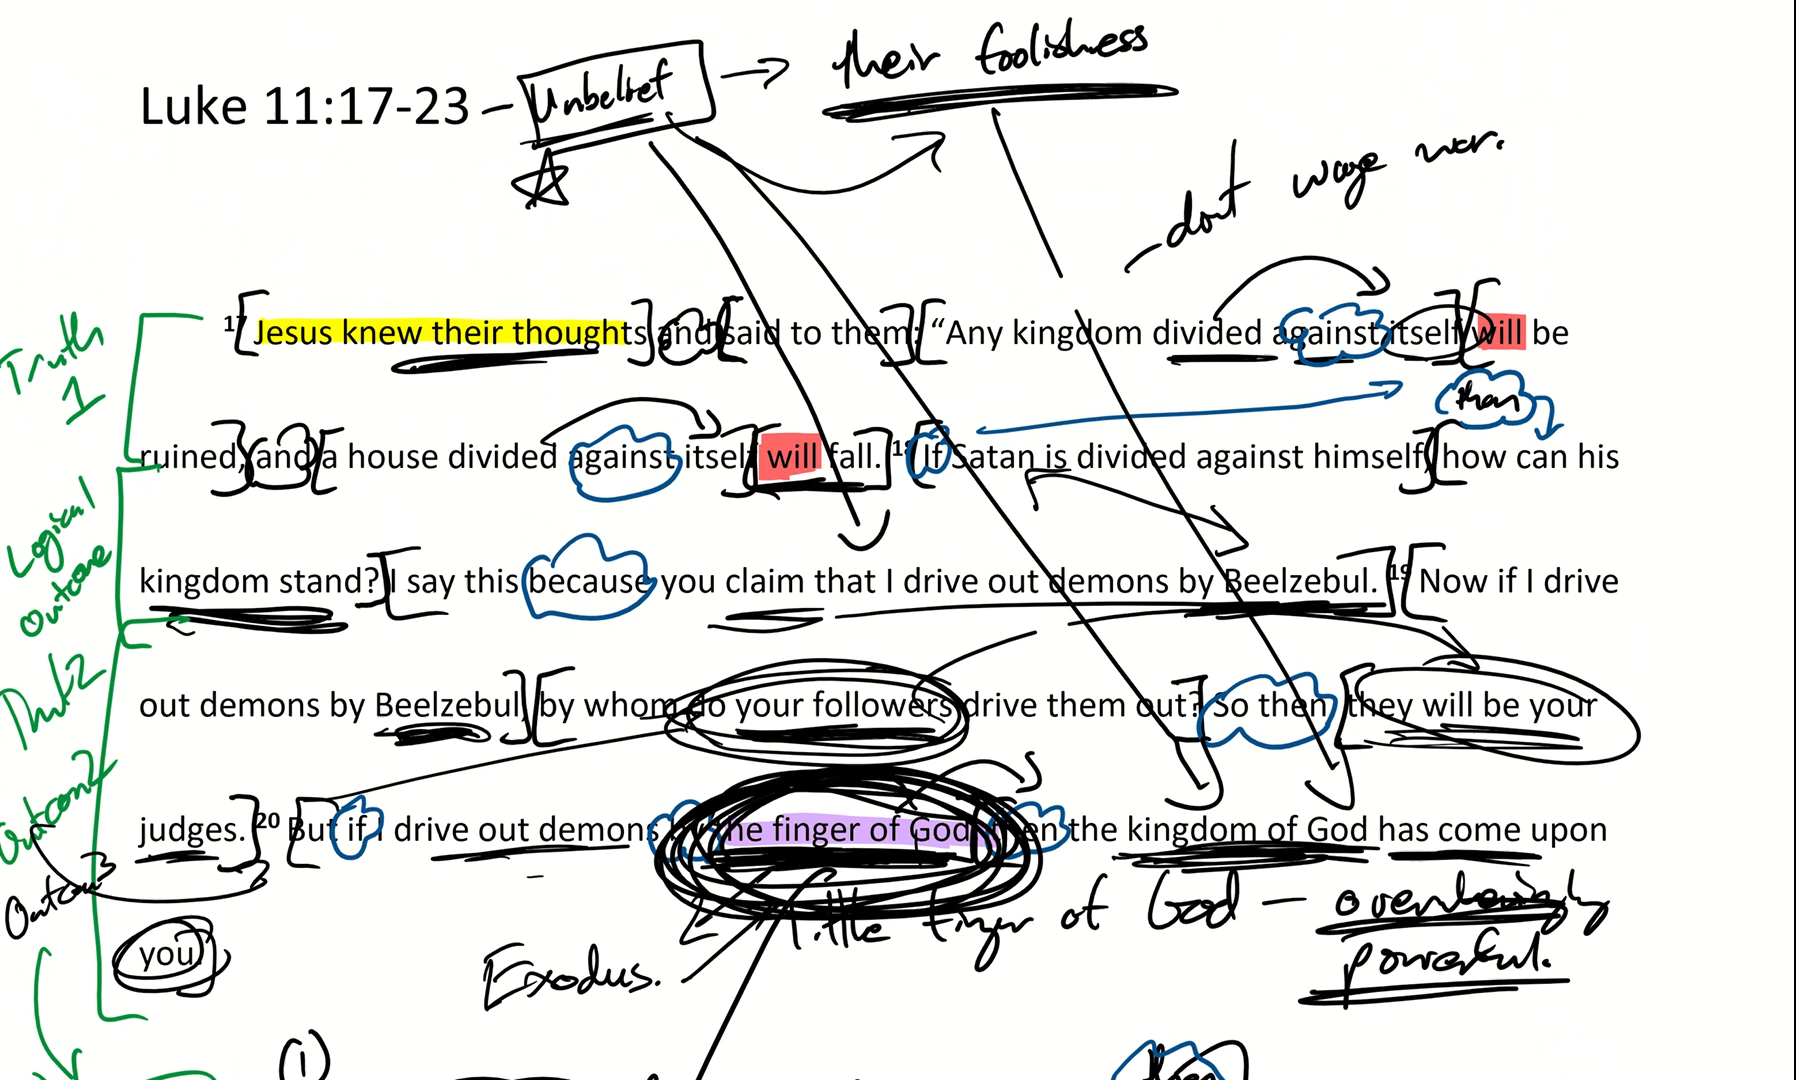 their foolishness
Luke 11:17-23 – Unbelief →
- dont wage war.
Truth
1
17 Jesus knew their thoughts and said to them: “Any kingdom divided against itself will be
then
ruined, and a house divided against itself will fall. 18 If Satan is divided against himself, how can his
Logical
outcome
kingdom stand? I say this because you claim that I drive out demons by Beelzebul. 19 Now if I drive
out demons by Beelzebul, by whom do your followers drive them out? So then, they will be your
Outcome 2
judges. 20 But if I drive out demons by the finger of God, then the kingdom of God has come upon
Outcome 3
little finger of God – overwhelmingly
you.
Exodus.
powerful.
1
then